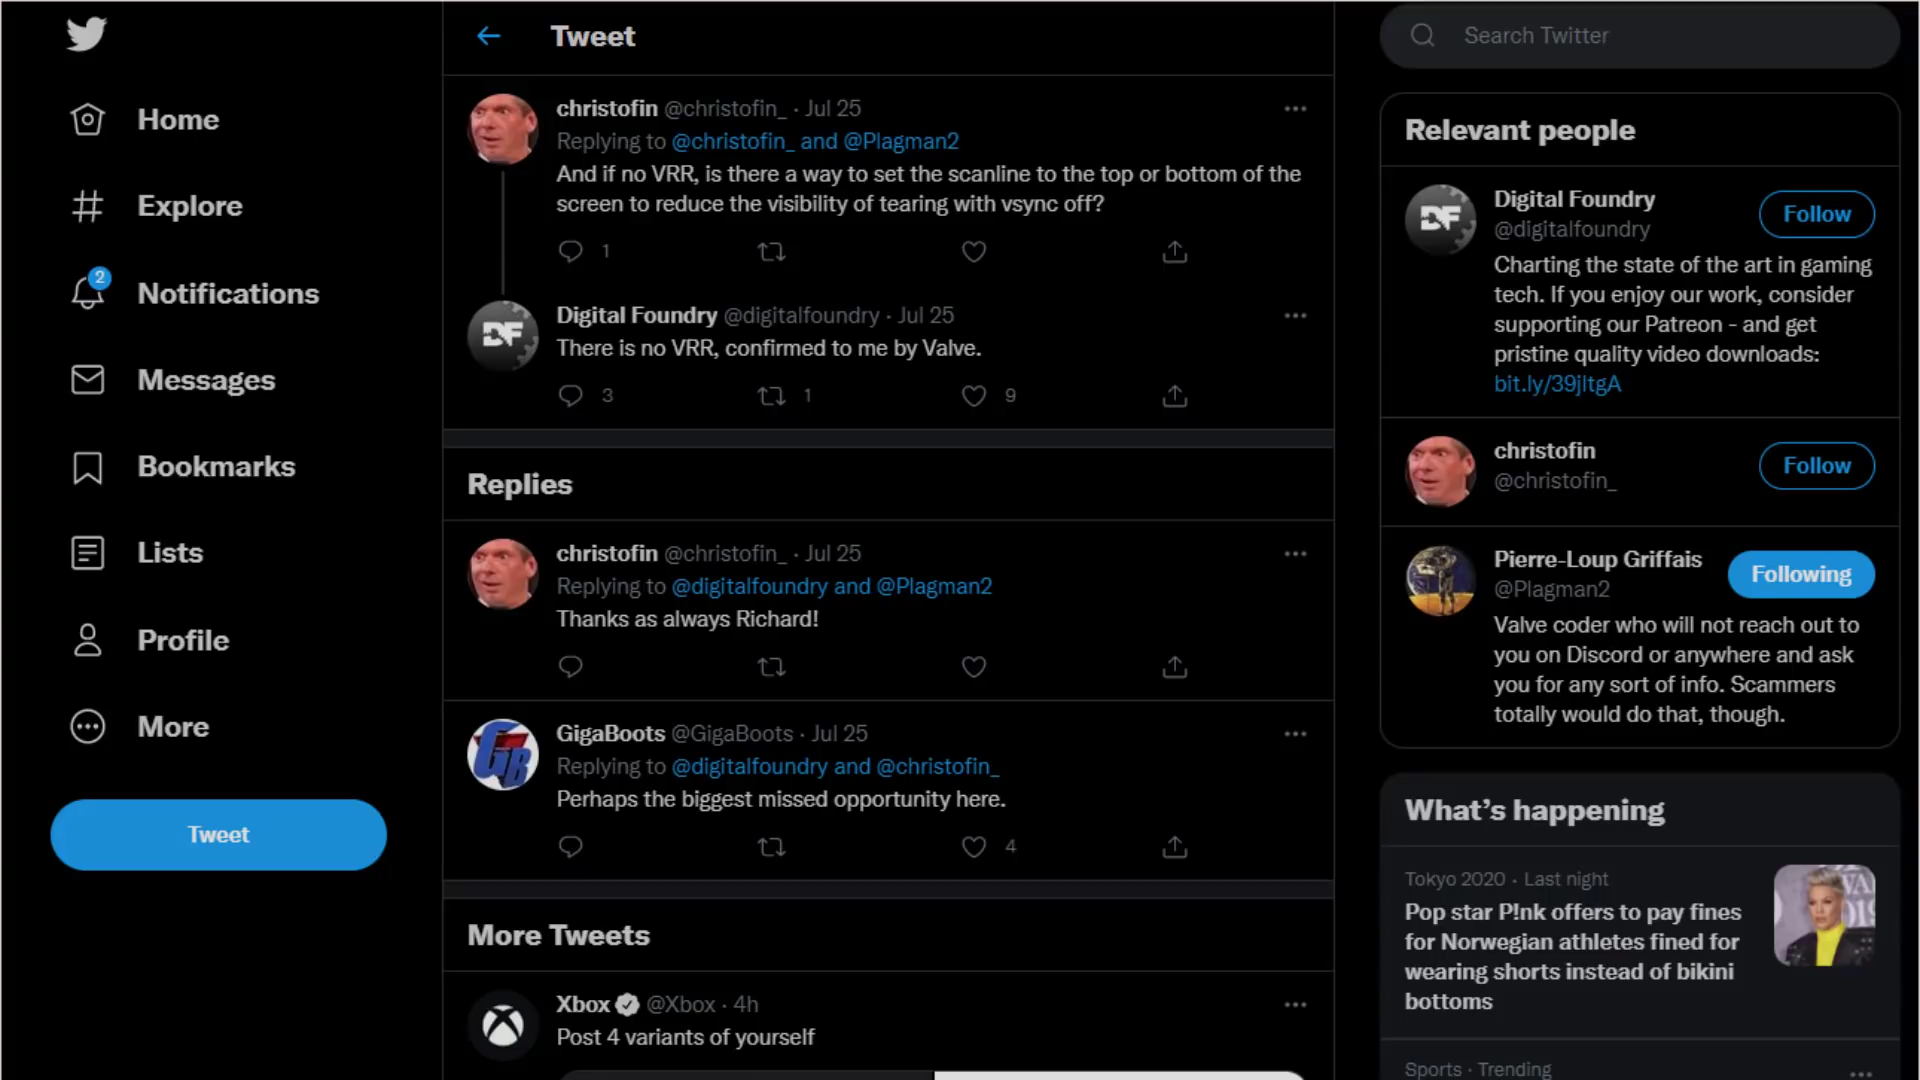 Home
Explore
2
Notifications
Messages
Bookmarks
Lists
Profile
More
Tweet
Tweet
christofin @christofin_ · Jul 25
Replying to @christofin_ and @Plagman2
And if no VRR, is there a way to set the scanline to the top or bottom of the
screen to reduce the visibility of tearing with vsync off?
1
DF
Digital Foundry @digitalfoundry · Jul 25
There is no VRR, confirmed to me by Valve.
3 1 9
Replies
christofin @christofin_ · Jul 25
Replying to @digitalfoundry and @Plagman2
Thanks as always Richard!
GB
GigaBoots @GigaBoots · Jul 25
Replying to @digitalfoundry and @christofin_
Perhaps the biggest missed opportunity here.
4
More Tweets
Xbox @Xbox · 4h
Post 4 variants of yourself
Search Twitter
Relevant people
DF
Digital Foundry
Follow
@digitalfoundry
Charting the state of the art in gaming
tech. If you enjoy our work, consider
supporting our Patreon - and get
pristine quality video downloads:
bit.ly/39jItgA
christofin
Follow
@christofin_
Pierre-Loup Griffais
Following
@Plagman2
Valve coder who will not reach out to
you on Discord or anywhere and ask
you for any sort of info. Scammers
totally would do that, though.
What's happening
Tokyo 2020 · Last night
Pop star P!nk offers to pay fines
for Norwegian athletes fined for
wearing shorts instead of bikini
bottoms
Sports · Trending